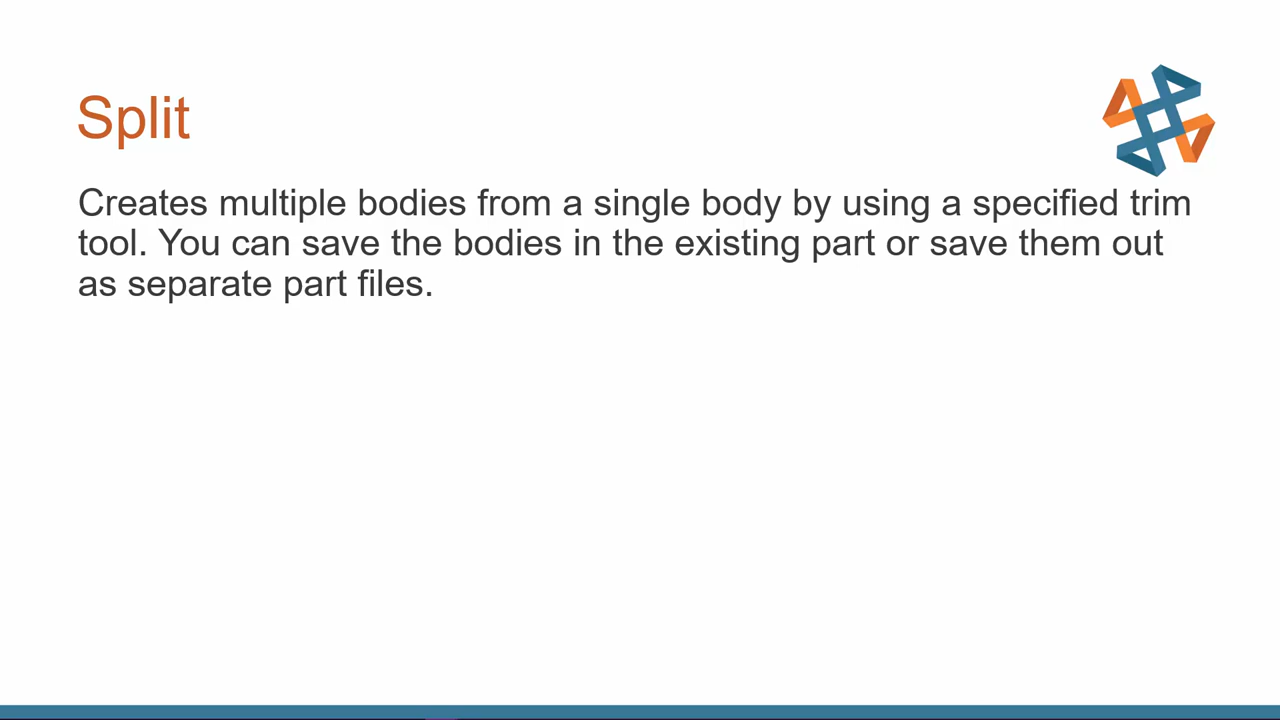 Split
Creates multiple bodies from a single body by using a specified trim
tool. You can save the bodies in the existing part or save them out
as separate part files.